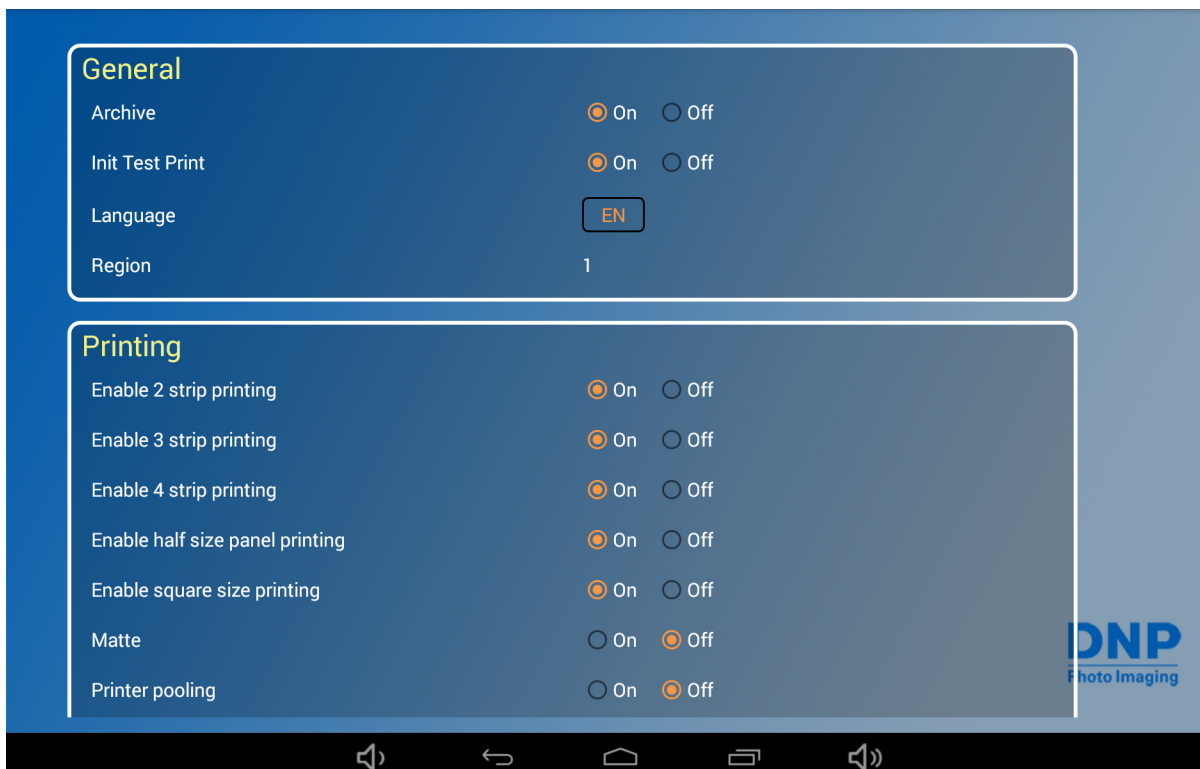 General
Archive On Off
Init Test Print On Off
Language EN
Region 1
Printing
Enable 2 strip printing On Off
Enable 3 strip printing On Off
Enable 4 strip printing On Off
Enable half size panel printing On Off
Enable square size printing On Off
Matte On Off
Printer pooling On Off
DNP
Photo Imaging